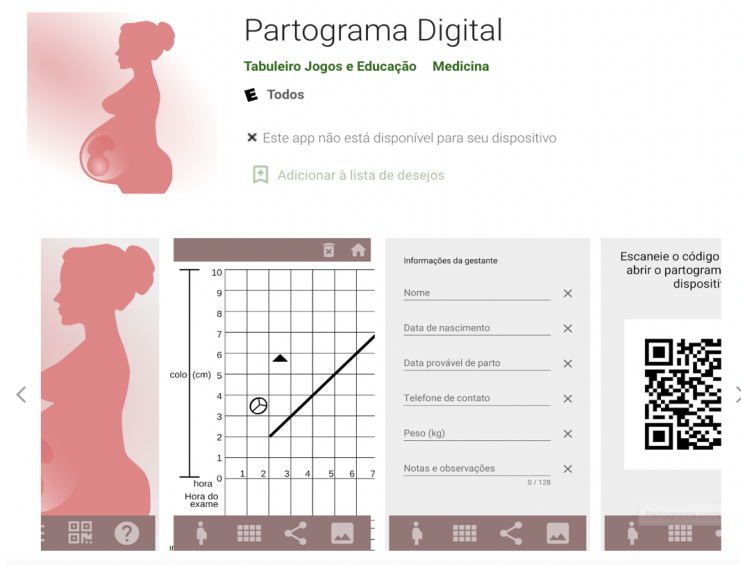 Partograma Digital
Tabuleiro Jogos e Educação Medicina
E Todos
Este app não está disponível para seu dispositivo
Adicionar à lista de desejos
10
9
8
7
6
colo (cm) 5
4
3
2
1
hora 0
1 2 3 4 5 6 7
Hora do
exame
Informações da gestante
Nome
Data de nascimento
Data provável de parto
Telefone de contato
Peso (kg)
Notas e observações
0 / 128
Escaneie o código
abrir o partogram
dispositi
Partograma com
?